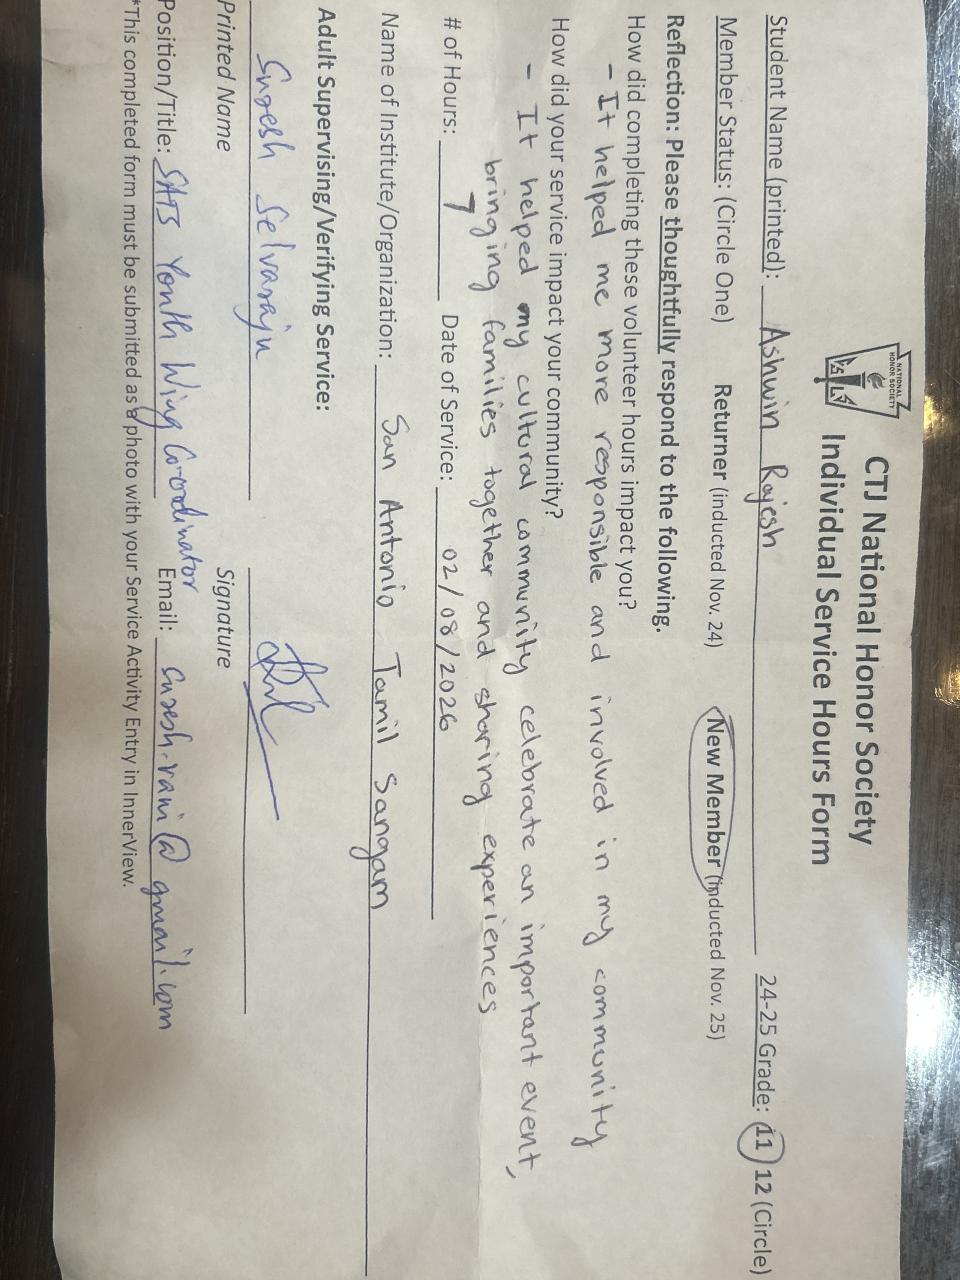 NATIONAL
HONOR SOCIETY
CTJ National Honor Society
Individual Service Hours Form
Student Name (printed): Ashwin Rajesh 24-25 Grade: 11 12 (Circle)
Member Status: (Circle One) Returner (inducted Nov. 24) New Member (inducted Nov. 25)
Reflection: Please thoughtfully respond to the following.
How did completing these volunteer hours impact you?
- It helped me more responsible and involved in my community
How did your service impact your community?
- It helped my cultural community celebrate an important event,
bringing families together and sharing experiences
# of Hours: 7 Date of Service: 02/08/2026
Name of Institute/Organization: San Antonio Tamil Sangam
Adult Supervising/Verifying Service:
Suresh Selvaraju
Printed Name Signature
Position/Title: SATS Youth Wing Co-ordinator Email: suresh.vani@gmail.com
*This completed form must be submitted as a photo with your Service Activity Entry in InnerView.